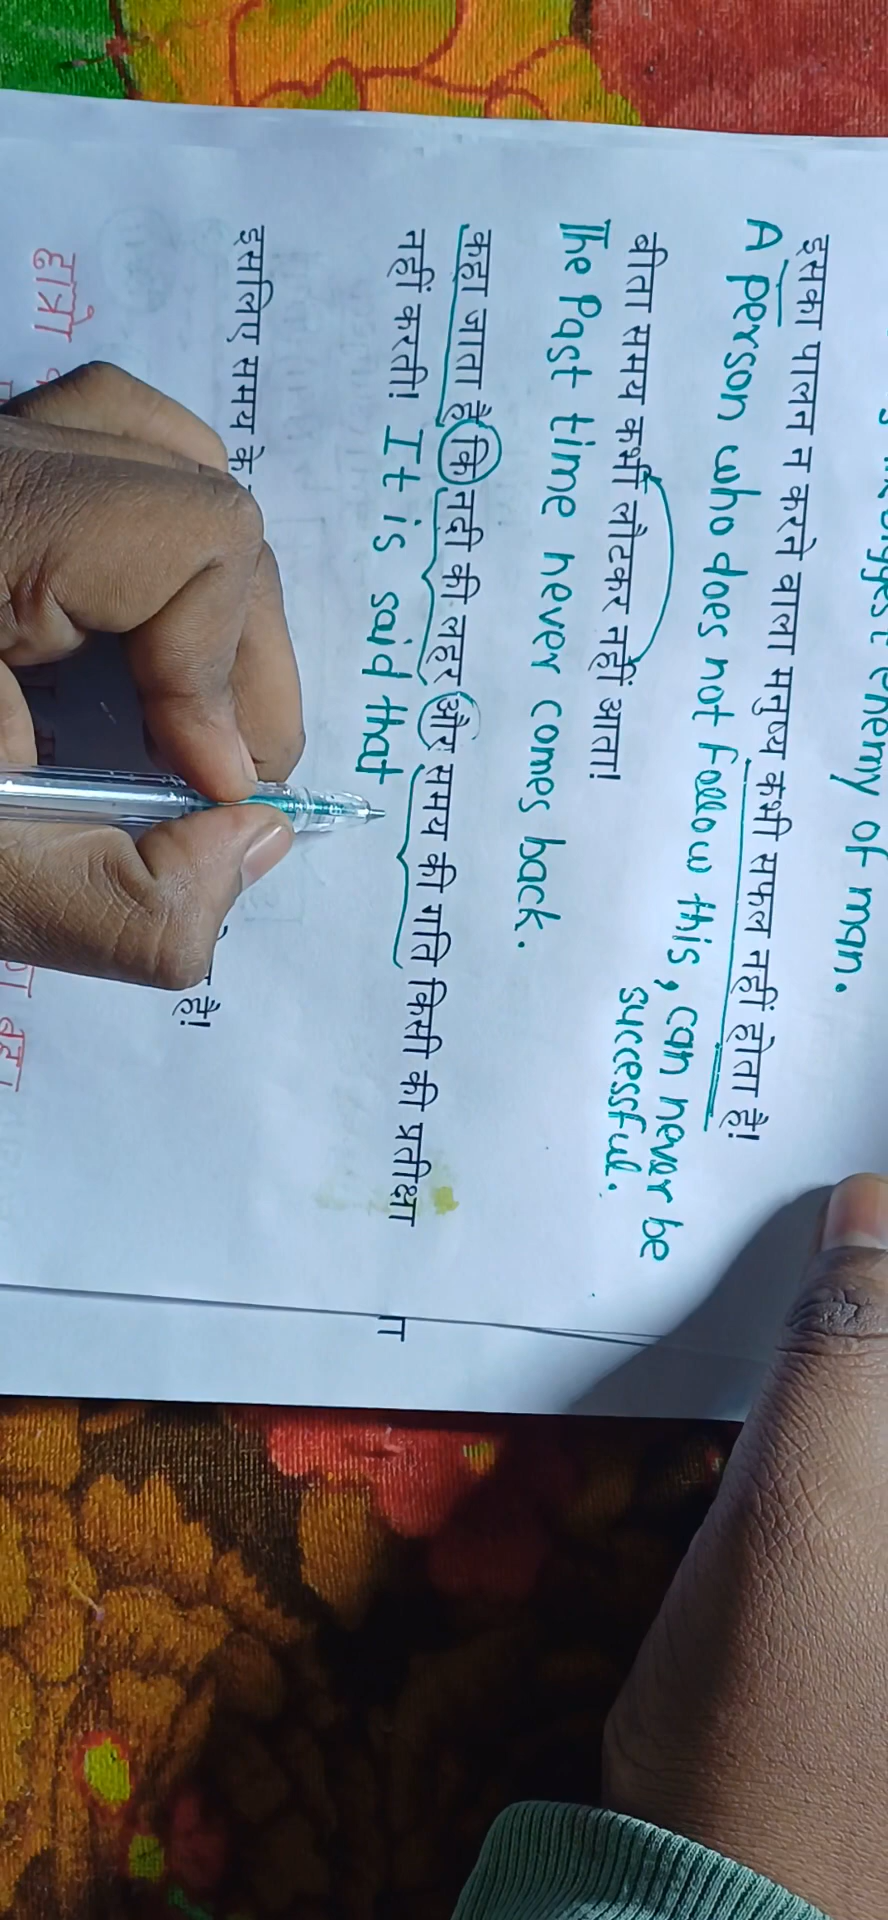 enemy of man.
इसका पालन न करने वाला मनुष्य कभी सफल नहीं होता है!
A person who does not follow this, can never be
successful.
बीता समय कभी लौटकर नहीं आता!
The Past time never comes back.
कहा जाता है कि नदी की लहर और समय की गति किसी की प्रतीक्षा
नहीं करती! It is said that
इसलिए समय के
है!